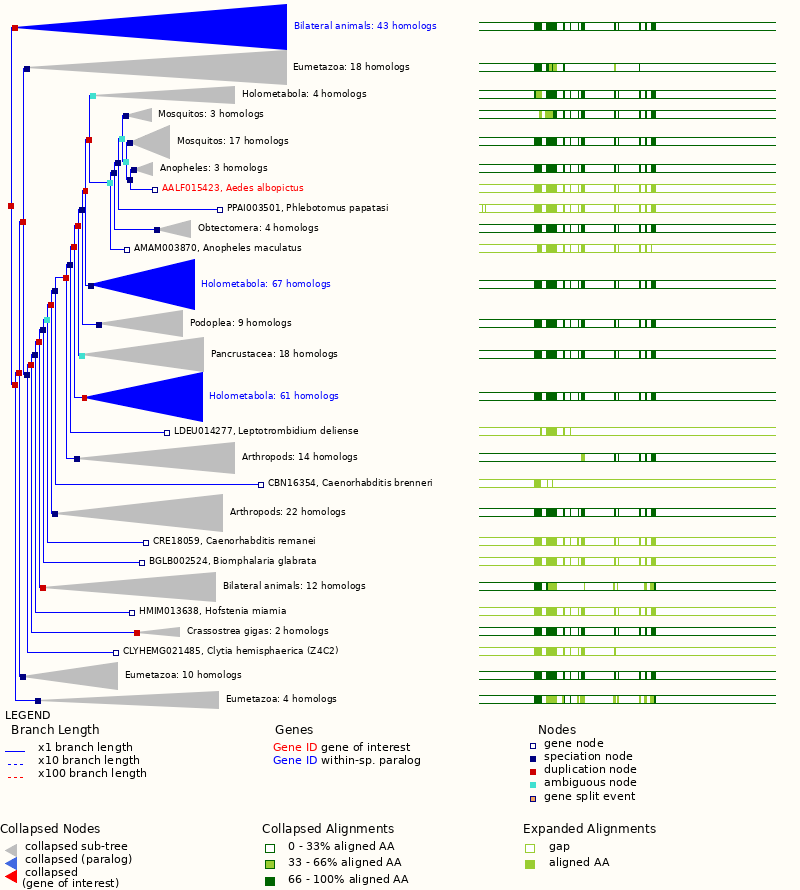 Bilateral animals: 43 homologs
Eumetazoa: 18 homologs
Holometabola: 4 homologs
Mosquitos: 3 homologs
Mosquitos: 17 homologs
Anopheles: 3 homologs
AALF015423, Aedes albopictus
PPAI003501, Phlebotomus papatasi
Obtectomera: 4 homologs
AMAM003870, Anopheles maculatus
Holometabola: 67 homologs
Podoplea: 9 homologs
Pancrustacea: 18 homologs
Holometabola: 61 homologs
LDEU014277, Leptotrombidium deliense
Arthropods: 14 homologs
CBN16354, Caenorhabditis brenneri
Arthropods: 22 homologs
CRE18059, Caenorhabditis remanei
BGLB002524, Biomphalaria glabrata
Bilateral animals: 12 homologs
HMIM013638, Hofstenia miamia
Crassostrea gigas: 2 homologs
CLYHEMG021485, Clytia hemisphaerica (Z4C2)
Eumetazoa: 10 homologs
Eumetazoa: 4 homologs
LEGEND
Branch Length
x1 branch length
x10 branch length
x100 branch length
Genes
Gene ID gene of interest
Gene ID within-sp. paralog
Nodes
gene node
speciation node
duplication node
ambiguous node
gene split event
Collapsed Nodes
collapsed sub-tree
collapsed (paralog)
collapsed
(gene of interest)
Collapsed Alignments
0 - 33% aligned AA
33 - 66% aligned AA
66 - 100% aligned AA
Expanded Alignments
gap
aligned AA